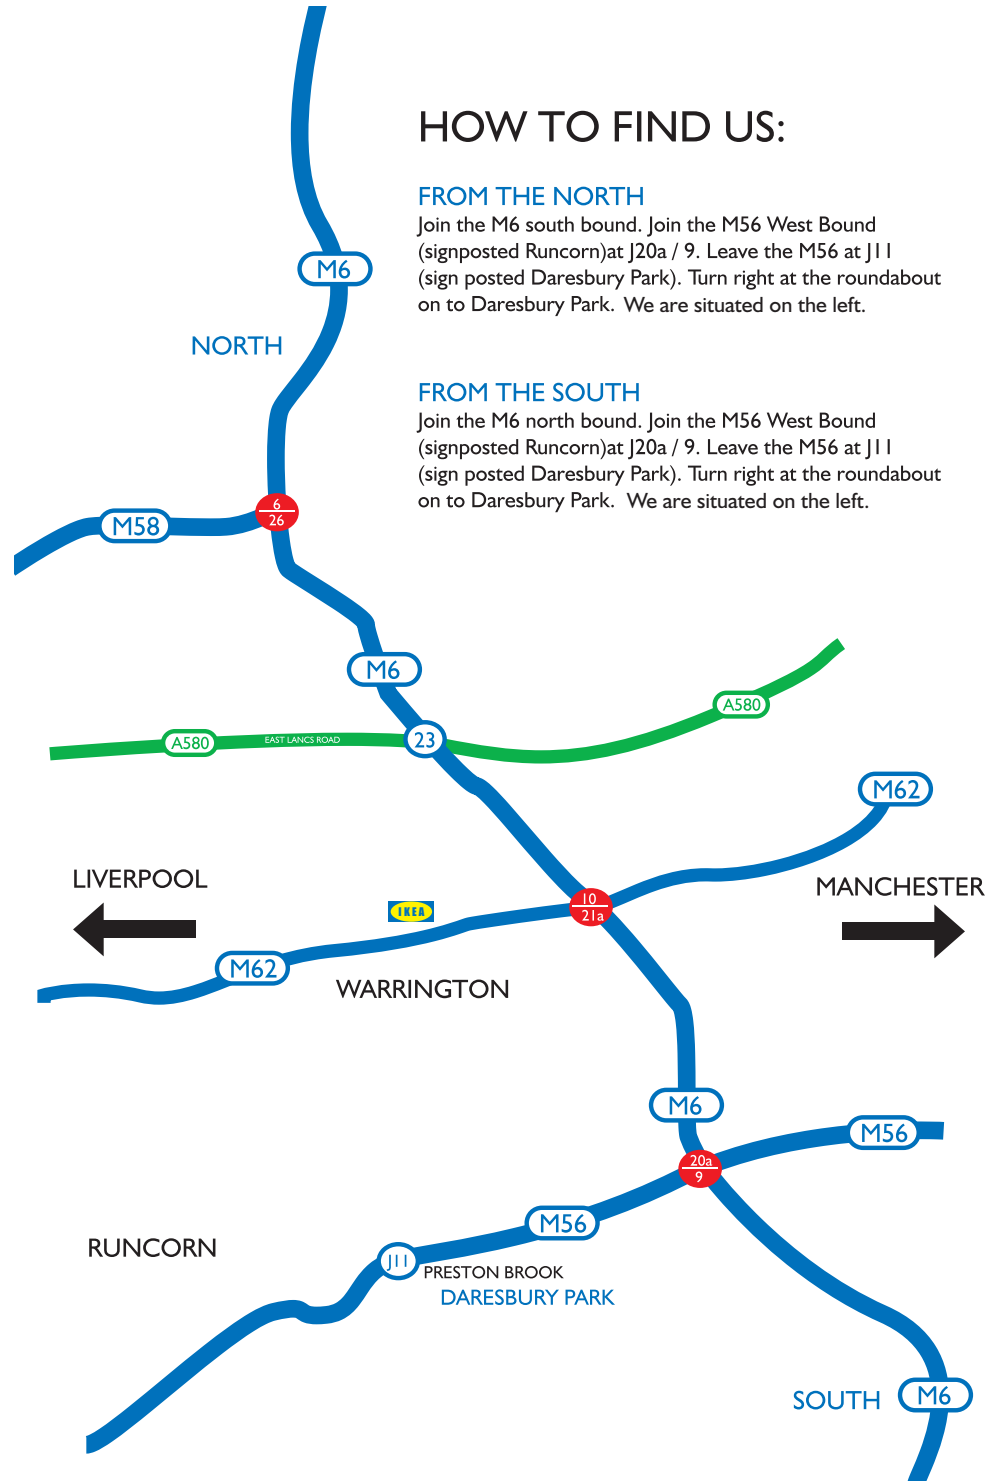 HOW TO FIND US:
FROM THE NORTH
Join the M6 south bound. Join the M56 West Bound
(signposted Runcorn)at J20a / 9. Leave the M56 at J11
(sign posted Daresbury Park). Turn right at the roundabout
on to Daresbury Park. We are situated on the left.
M6
NORTH
FROM THE SOUTH
Join the M6 north bound. Join the M56 West Bound
(signposted Runcorn)at J20a / 9. Leave the M56 at J11
(sign posted Daresbury Park). Turn right at the roundabout
on to Daresbury Park. We are situated on the left.
6
26
M58
M6
A580
A580
EAST LANCS ROAD
23
M62
LIVERPOOL
MANCHESTER
10
21a
IKEA
M62
WARRINGTON
M6
M56
20a
9
M56
RUNCORN
J11
PRESTON BROOK
DARESBURY PARK
SOUTH
M6